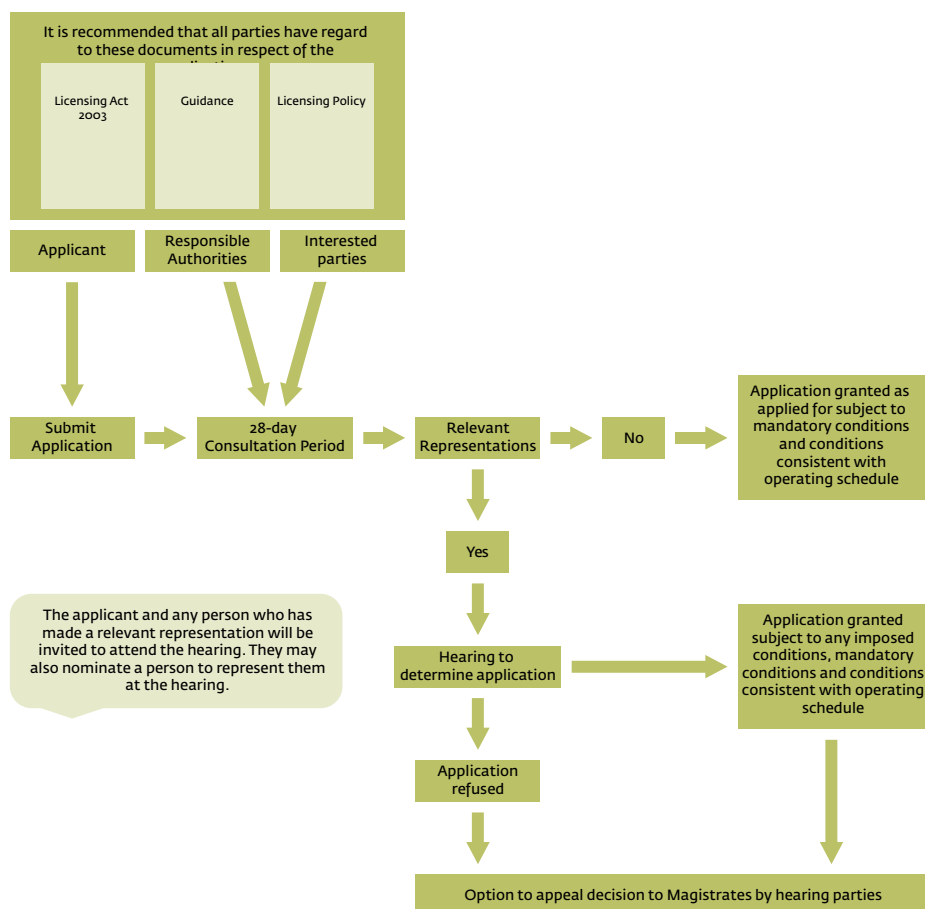 It is recommended that all parties have regard
to these documents in respect of the
Licensing Act
2003
Guidance
Licensing Policy
Applicant
Responsible
Authorities
Interested
parties
Submit
Application
28-day
Consultation Period
Relevant
Representations
No
Application granted as
applied for subject to
mandatory conditions
and conditions
consistent with
operating schedule
Yes
The applicant and any person who has
made a relevant representation will be
invited to attend the hearing. They may
also nominate a person to represent them
at the hearing.
Hearing to
determine application
Application granted
subject to any imposed
conditions, mandatory
conditions and conditions
consistent with operating
schedule
Application
refused
Option to appeal decision to Magistrates by hearing parties